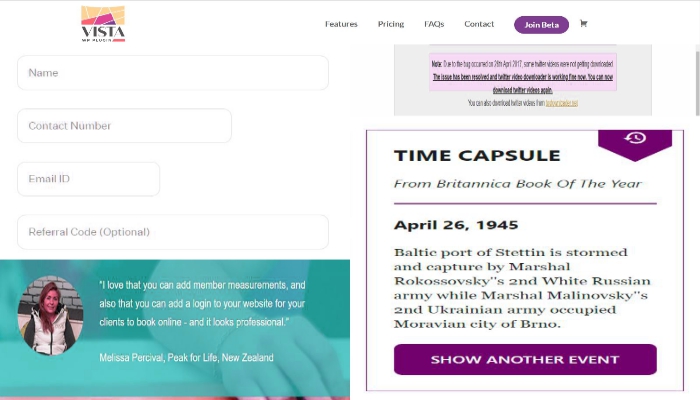 VISTA
WP PLUGIN
Features
Pricing
FAQs
Contact
Join Beta
Name
Contact Number
Email ID
Referral Code (Optional)
"I love that you can add member measurements, and
also that you can add a login to your website for your
clients to book online - and it looks professional."
Melissa Percival, Peak for Life, New Zealand
Note: Due to the bug occurred on 26th April 2017, some twitter videos were not getting downloaded.
The issue has been resolved and twitter video downloader is working fine now. You can now
download twitter videos again.
You can also download twitter videos from
TIME CAPSULE
From Britannica Book Of The Year
April 26, 1945
Baltic port of Stettin is stormed
and capture by Marshal
Rokossovsky''s 2nd White Russian
army while Marshal Malinovsky''s
2nd Ukrainian army occupied
Moravian city of Brno.
SHOW ANOTHER EVENT